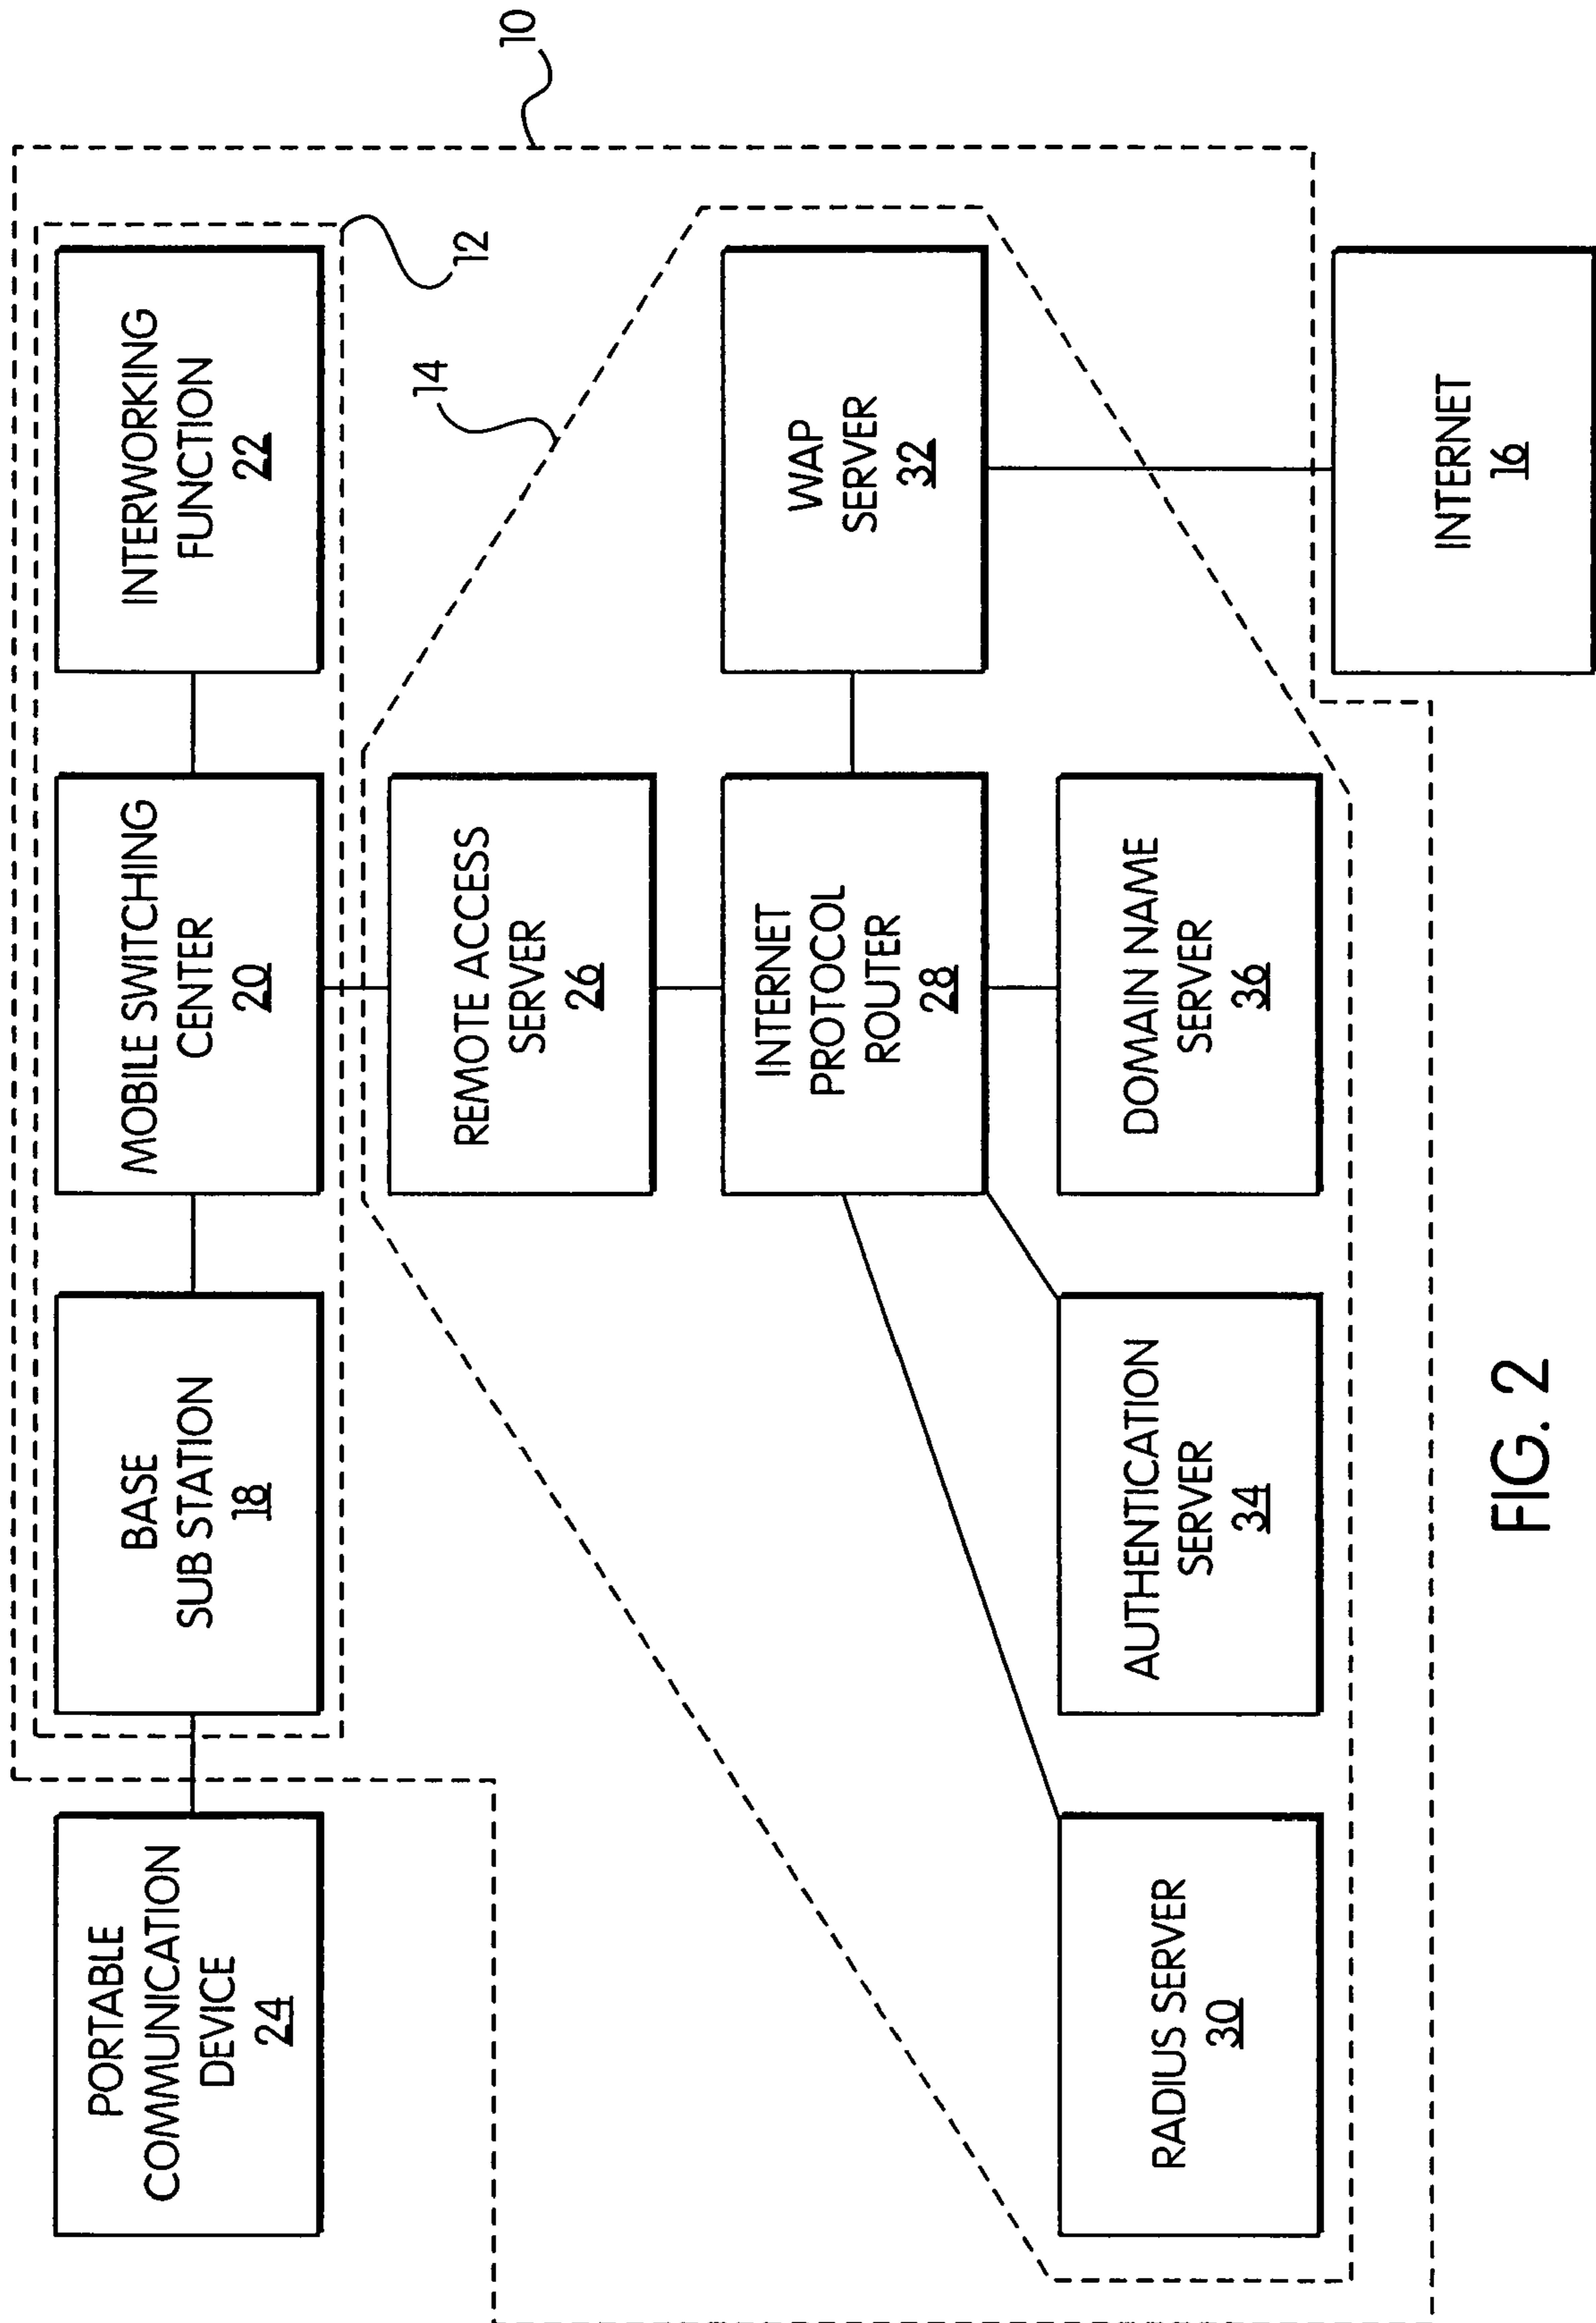 10
PORTABLE
COMMUNICATION
DEVICE
24
BASE
SUB STATION
18
MOBILE SWITCHING
CENTER
20
INTERWORKING
FUNCTION
22
12
14
REMOTE ACCESS
SERVER
26
INTERNET
PROTOCOL
ROUTER
28
WAP
SERVER
32
RADIUS SERVER
30
AUTHENTICATION
SERVER
34
DOMAIN NAME
SERVER
36
INTERNET
16
FIG. 2